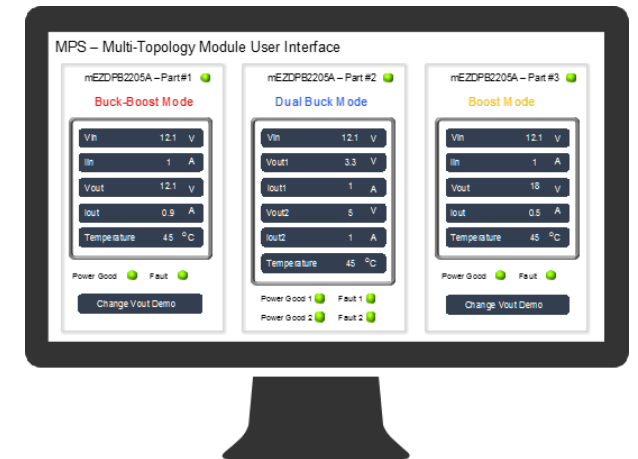 MPS – Multi-Topology Module User Interface
mEZDPB2205A – Part#1
Buck-Boost Mode
Vin 12.1 V
Iin 1 A
Vout 12.1 V
Iout 0.9 A
Temperature 45 °C
Power Good Fault
Change Vout Demo
mEZDPB2205A – Part #2
Dual Buck Mode
Vin 12.1 V
Vout1 3.3 V
Iout1 1 A
Vout2 5 V
Iout2 1 A
Temperature 45 °C
Power Good 1 Fault 1
Power Good 2 Fault 2
mEZDPB2205A – Part #3
Boost Mode
Vin 12.1 V
Iin 1 A
Vout 18 V
Iout 0.5 A
Temperature 45 °C
Power Good Fault
Change Vout Demo